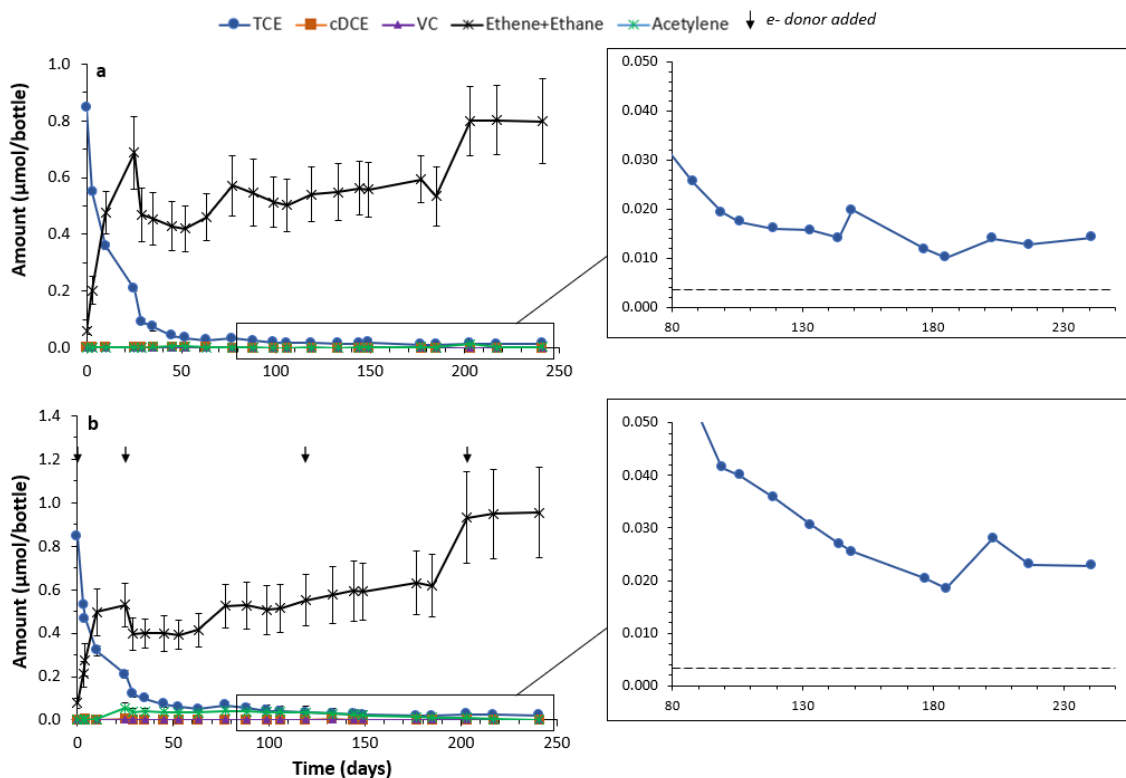 TCE cDCE VC Ethene+Ethane Acetylene e- donor added
a
Amount (µmol/bottle)
1.0
0.8
0.6
0.4
0.2
0.0
0 50 100 150 200 250
0.050
0.040
0.030
0.020
0.010
0.000
80 130 180 230
b
Amount (µmol/bottle)
1.4
1.2
1.0
0.8
0.6
0.4
0.2
0.0
0 50 100 150 200 250
Time (days)
0.050
0.040
0.030
0.020
0.010
0.000
80 130 180 230